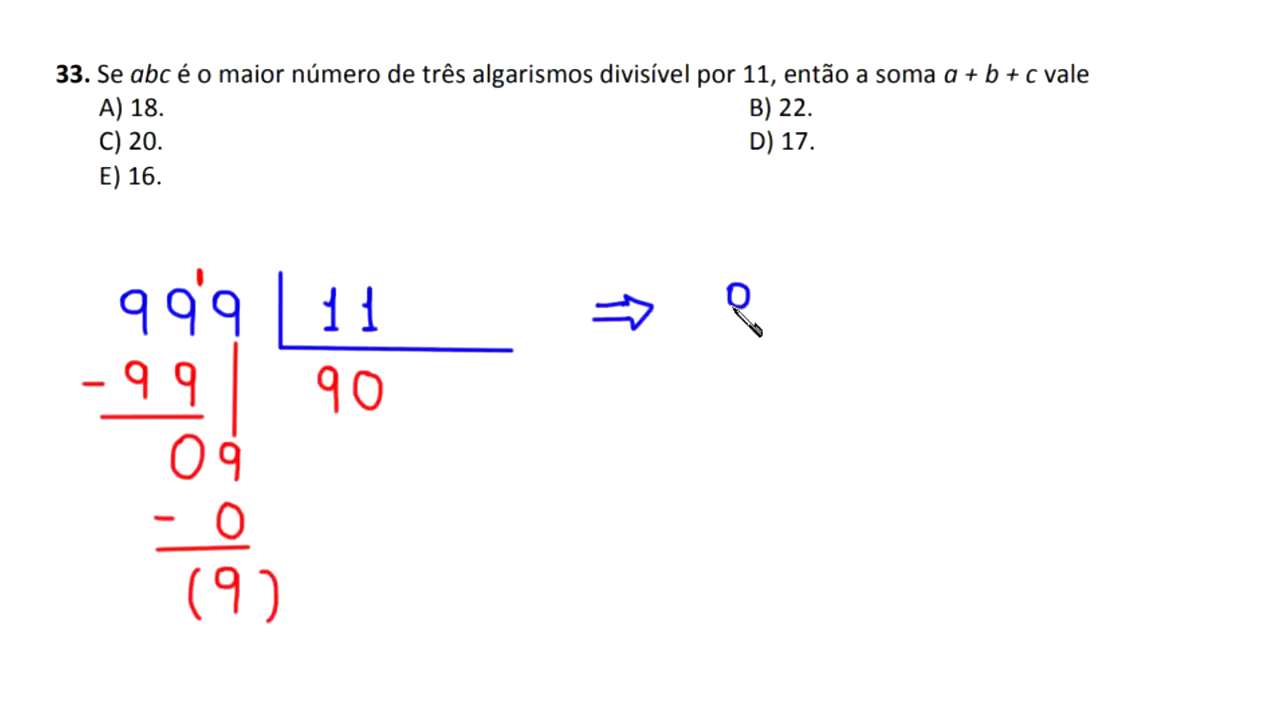 33. Se abc é o maior número de três algarismos divisível por 11, então a soma a + b + c vale
A) 18. B) 22.
C) 20. D) 17.
E) 16.
999 11 ⇒
- 99 90
09
- 0
(9)